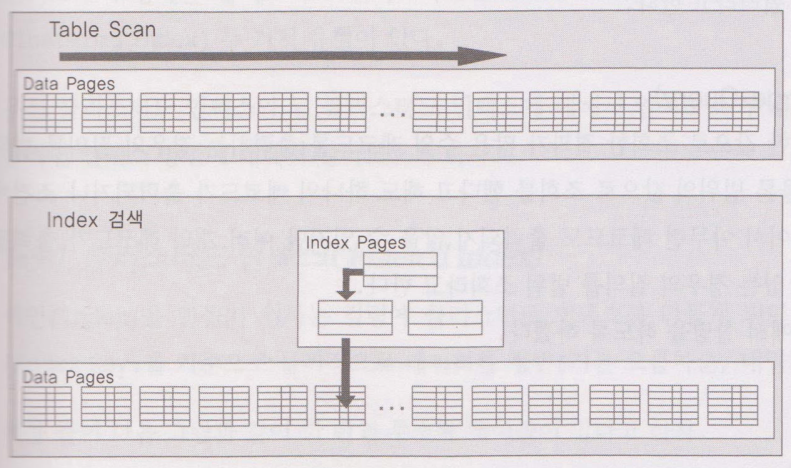 Table Scan
Data Pages
...
Index 검색
Index Pages
Data Pages
...